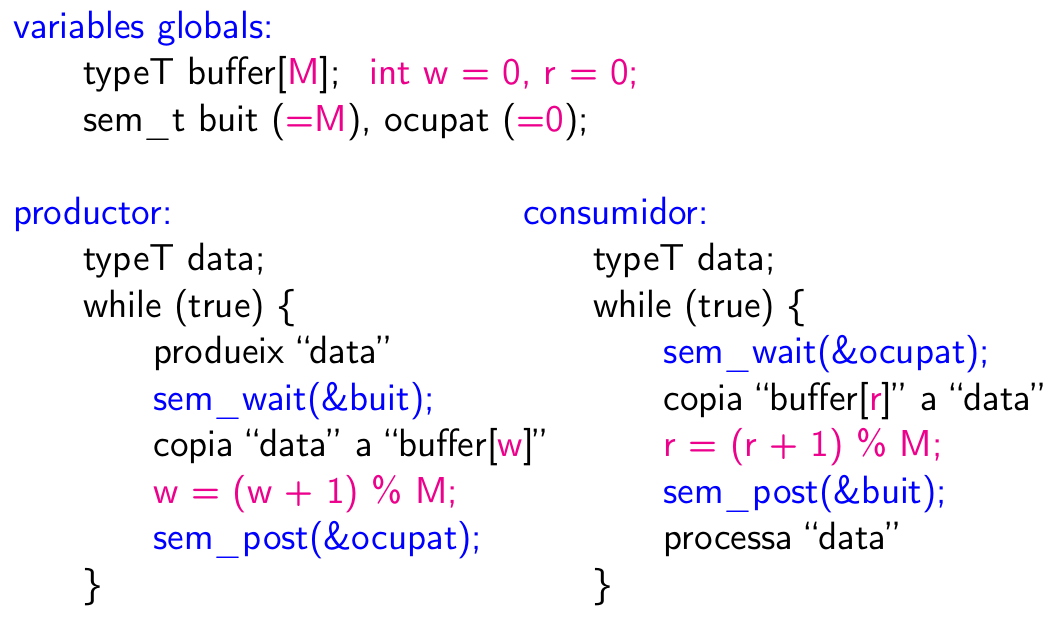 variables globals:
typeT buffer[M]; int w = 0, r = 0;
sem_t buit (=M), ocupat (=0);
productor:
typeT data;
while (true) {
produeix “data”
sem_wait(&buit);
copia “data” a “buffer[w]”
w = (w + 1) % M;
sem_post(&ocupat);
}
consumidor:
typeT data;
while (true) {
sem_wait(&ocupat);
copia “buffer[r]” a “data”
r = (r + 1) % M;
sem_post(&buit);
processa “data”
}